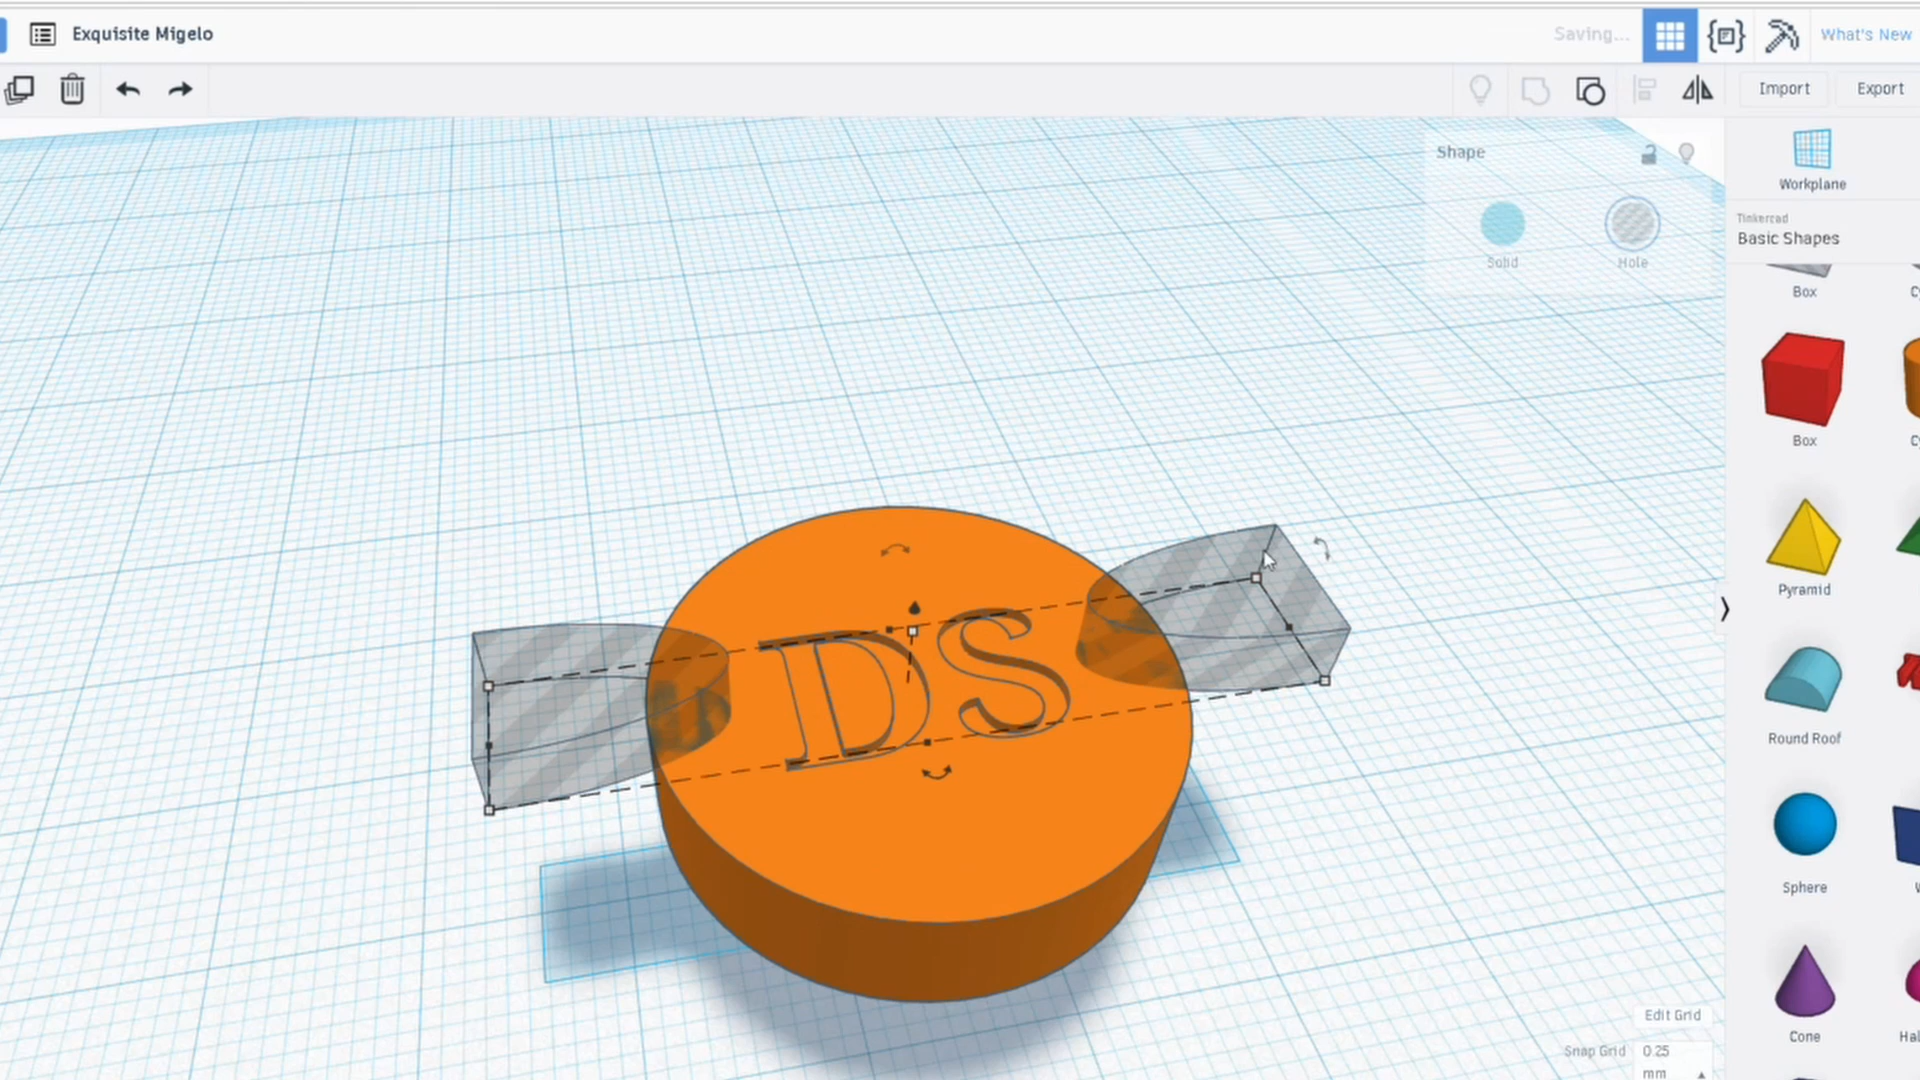 Exquisite Migelo
Saving...
What's New
Import
Export
Shape
Solid
Hole
Workplane
Tinkercad
Basic Shapes
Box
Box
Pyramid
Round Roof
Sphere
Cone
DS
Edit Grid
Snap Grid
0.25
mm